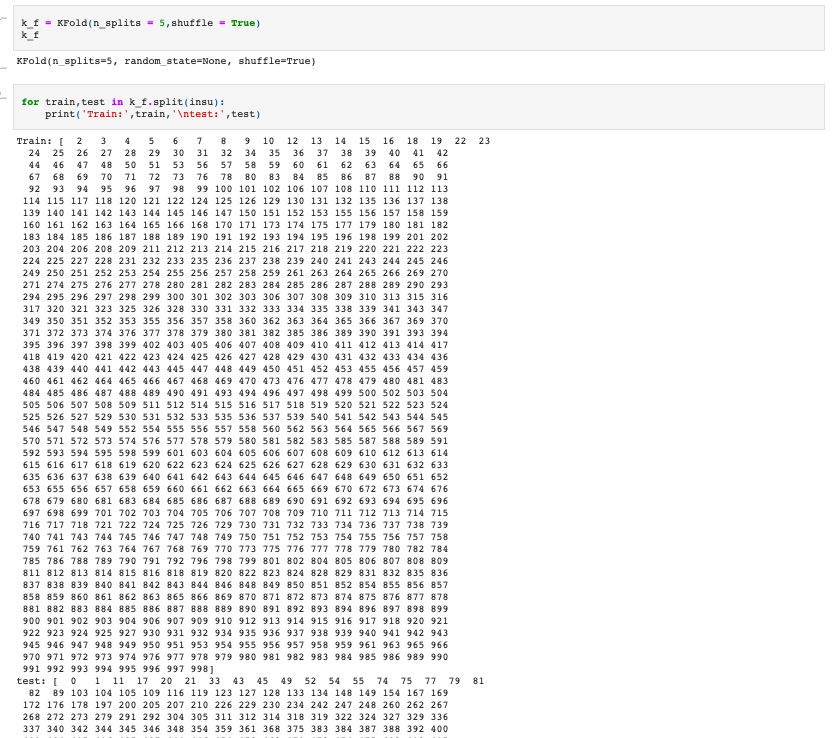 k_f = KFold(n_splits = 5,shuffle = True)
k_f
KFold(n_splits=5, random_state=None, shuffle=True)
for train,test in k_f.split(insu):
print('Train:',train,'\ntest:',test)
Train: [ 2 3 4 5 6 7 8 9 10 12 13 14 15 16 18 19 22 23
24 25 26 27 28 29 30 31 32 34 35 36 37 38 39 40 41 42
44 46 47 48 50 51 53 56 57 58 59 60 61 62 63 64 65 66
67 68 69 70 71 72 73 76 78 80 83 84 85 86 87 88 90 91
92 93 94 95 96 97 98 99 100 101 102 106 107 108 110 111 112 113
114 115 117 118 120 121 122 124 125 126 129 130 131 132 135 136 137 138
139 140 141 142 143 144 145 146 147 150 151 152 153 155 156 157 158 159
160 161 162 163 164 165 166 168 170 171 173 174 175 177 179 180 181 182
183 184 185 186 187 188 189 190 191 192 193 194 195 196 198 199 201 202
203 204 206 208 209 211 212 213 214 215 216 217 218 219 220 221 222 223
224 225 227 228 231 232 233 235 236 237 238 239 240 241 243 244 245 246
249 250 251 252 253 254 255 256 257 258 259 261 263 264 265 266 269 270
271 274 275 276 277 278 280 281 282 283 284 285 286 287 288 289 290 293
294 295 296 297 298 299 300 301 302 303 306 307 308 309 310 313 315 316
317 320 321 323 325 326 328 330 331 332 333 334 335 338 339 341 343 347
349 350 351 352 353 355 356 357 358 360 362 363 364 365 366 367 369 370
371 372 373 374 376 377 378 379 380 381 382 385 386 389 390 391 393 394
395 396 397 398 399 402 403 405 406 407 408 409 410 411 412 413 414 417
418 419 420 421 422 423 424 425 426 427 428 429 430 431 432 433 434 436
438 439 440 441 442 443 445 447 448 449 450 451 452 453 455 456 457 459
460 461 462 464 465 466 467 468 469 470 473 476 477 478 479 480 481 483
484 485 486 487 488 489 490 491 493 494 496 497 498 499 500 502 503 504
505 506 507 508 509 511 512 514 515 516 517 518 519 520 521 522 523 524
525 526 527 529 530 531 532 533 535 536 537 539 540 541 542 543 544 545
546 547 548 549 552 554 555 556 557 558 560 562 563 564 565 566 567 569
570 571 572 573 574 576 577 578 579 580 581 582 583 585 587 588 589 591
592 593 594 595 598 599 601 603 604 605 606 607 608 609 610 612 613 614
615 616 617 618 619 620 622 623 624 625 626 627 628 629 630 631 632 633
635 636 637 638 639 640 641 642 643 644 645 646 647 648 649 650 651 652
653 655 656 657 658 659 660 661 662 663 664 665 669 670 672 673 674 676
678 679 680 681 683 684 685 686 687 688 689 690 691 692 693 694 695 696
697 698 699 701 702 703 704 705 706 707 708 709 710 711 712 713 714 715
716 717 718 721 722 724 725 726 729 730 731 732 733 734 736 737 738 739
740 741 743 744 745 746 747 748 749 750 751 752 753 754 755 756 757 758
759 761 762 763 764 767 768 769 770 773 775 776 777 778 779 780 782 784
785 786 788 789 790 791 792 796 798 799 801 802 804 805 806 807 808 809
811 812 813 814 815 816 818 819 820 822 823 824 828 829 831 832 835 836
837 838 839 840 841 842 843 844 846 848 849 850 851 852 854 855 856 857
858 859 860 861 862 863 865 866 869 870 871 872 873 874 875 876 877 878
881 882 883 884 885 886 887 888 889 890 891 892 893 894 896 897 898 899
900 901 902 903 904 906 907 909 910 912 913 914 915 916 917 918 920 921
922 923 924 925 927 930 931 932 934 935 936 937 938 939 940 941 942 943
945 946 947 948 949 950 951 953 954 955 956 957 958 959 961 963 965 966
970 971 972 973 974 976 977 978 979 980 981 982 983 984 985 986 989 990
991 992 993 994 995 996 997 998]
test: [ 0 1 11 17 20 21 33 43 45 49 52 54 55 74 75 77 79 81
82 89 103 104 105 109 116 119 123 127 128 133 134 148 149 154 167 169
172 176 178 197 200 205 207 210 226 229 230 234 242 247 248 260 262 267
268 272 273 279 291 292 304 305 311 312 314 318 319 322 324 327 329 336
337 340 342 344 345 346 348 354 359 361 368 375 383 384 387 388 392 400